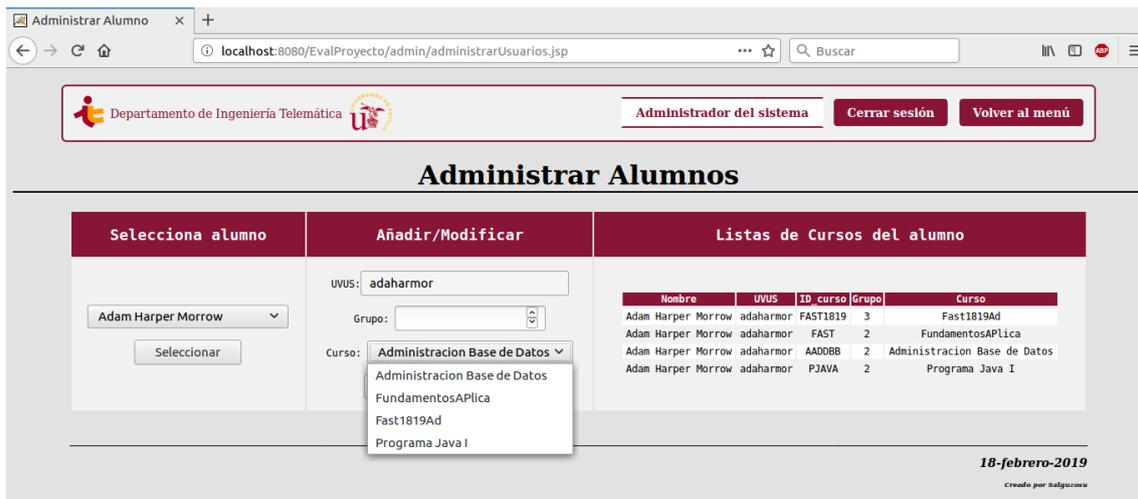 Administrar Alumno × +
localhost:8080/EvalProyecto/admin/administrarUsuarios.jsp ••• Buscar ABP
Departamento de Ingeniería Telemática Administrador del sistema Cerrar sesión Volver al menú
Administrar Alumnos
Selecciona alumno Añadir/Modificar Listas de Cursos del alumno
UVUS: adaharmor
Adam Harper Morrow
Grupo:
Seleccionar
Curso: Administracion Base de Datos
Administracion Base de Datos
FundamentosAPlica
Fast1819Ad
Programa Java I
Nombre UVUS ID_curso Grupo Curso
Adam Harper Morrow adaharmor FAST1819 3 Fast1819Ad
Adam Harper Morrow adaharmor FAST 2 FundamentosAPlica
Adam Harper Morrow adaharmor AADDBB 2 Administracion Base de Datos
Adam Harper Morrow adaharmor PJAVA 2 Programa Java I
18-febrero-2019
Creado por Salguzosu